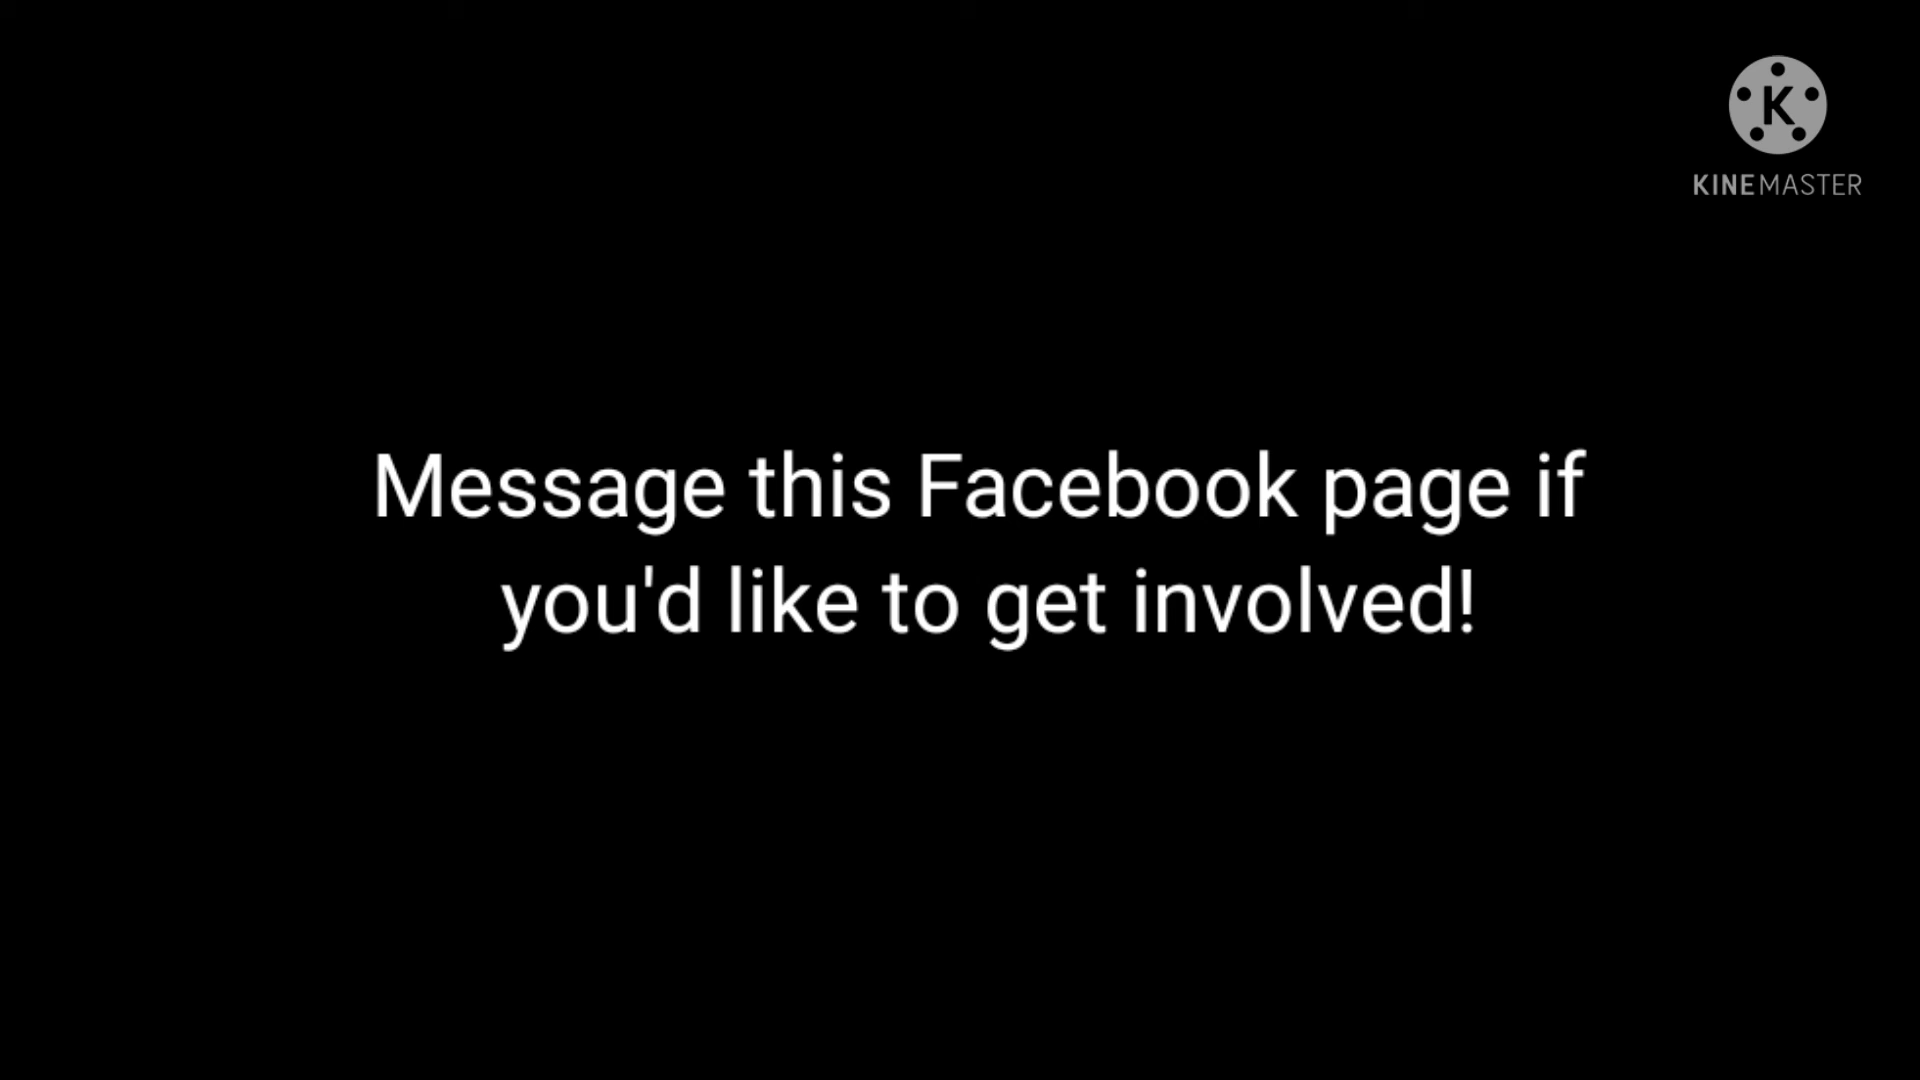 K
KINEMASTER
Message this Facebook page if
you'd like to get involved!